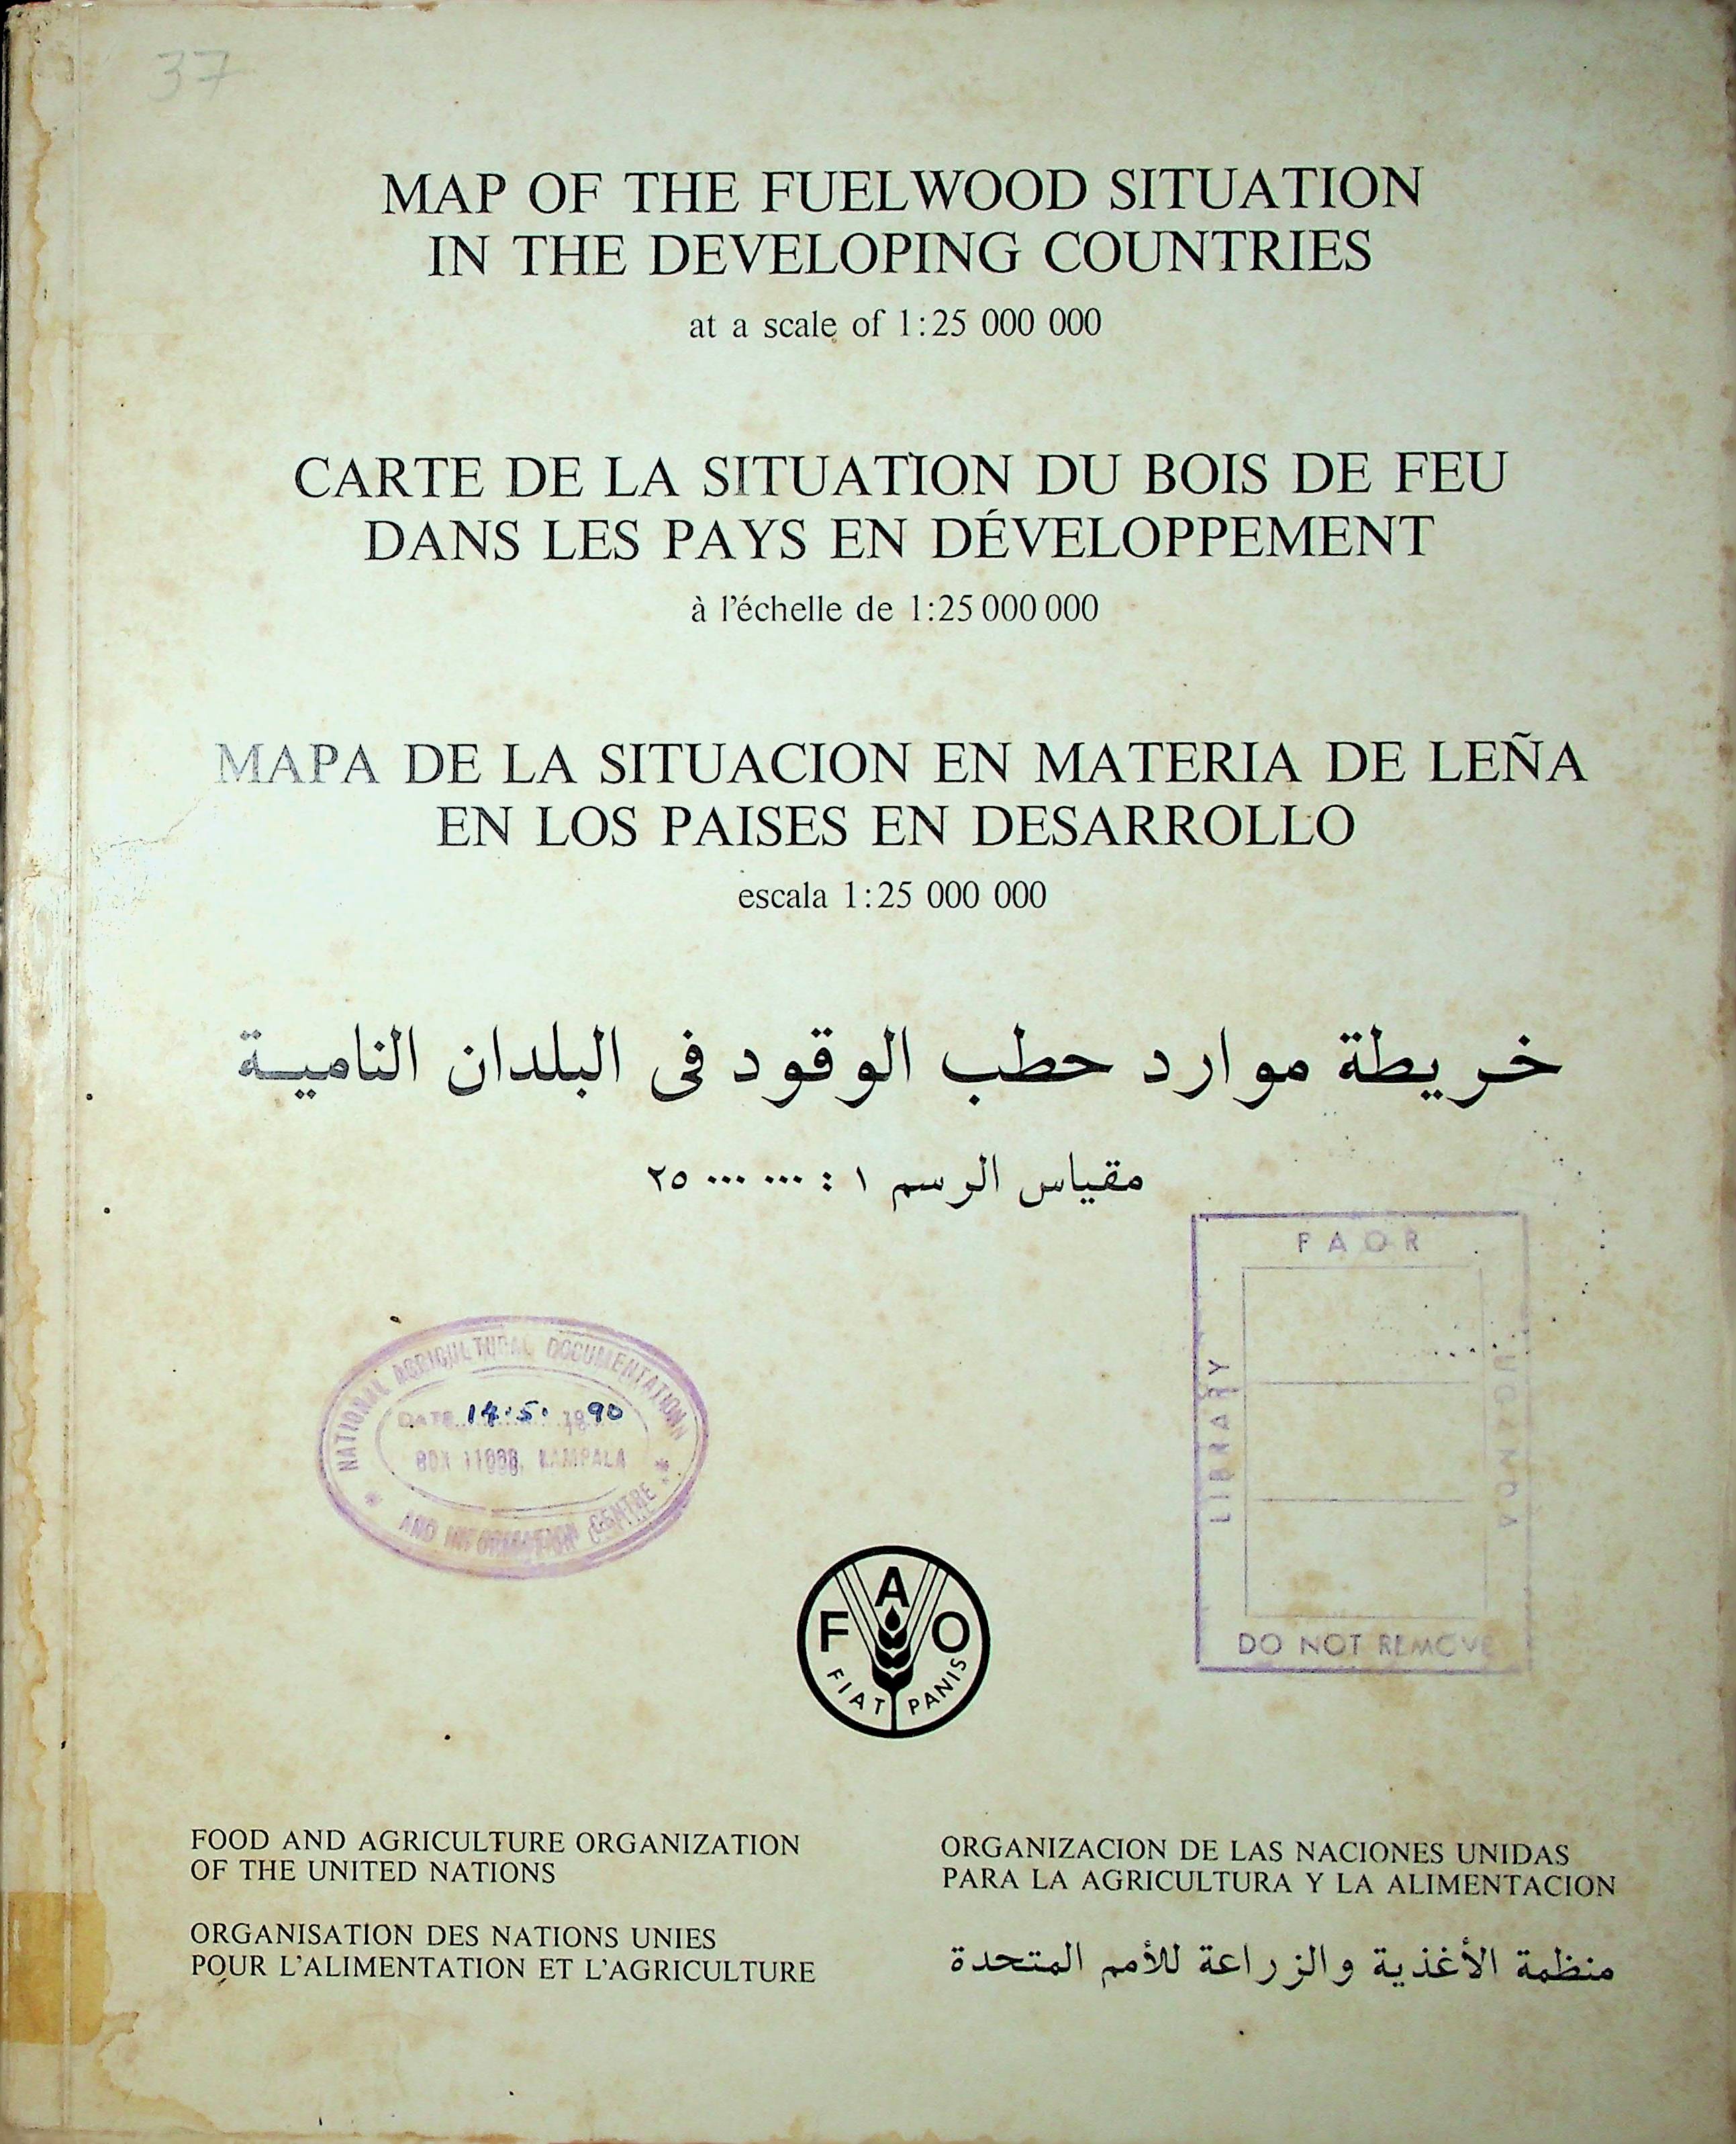 37
MAP OF THE FUELWOOD SITUATION
IN THE DEVELOPING COUNTRIES
at a scale of 1:25 000 000
CARTE DE LA SITUATION DU BOIS DE FEU
DANS LES PAYS EN DÉVELOPPEMENT
à l'échelle de 1:25 000 000
MAPA DE LA SITUACION EN MATERIA DE LEÑA
EN LOS PAISES EN DESARROLLO
escala 1:25 000 000
خريطة موارد حطب الوقود فى البلدان النامية
مقياس الرسم ١ : ٠٠٠ ٠٠٠ ٢٥
NATIONAL AGRICULTURAL DOCUMENTATION
DATE 14.5. 1990
BOX 11098, KAMPALA
AND INFORMATION CENTRE
FAOR
LIBRARY
UGANDA
DO NOT REMOVE
FAO
FIAT PANIS
FOOD AND AGRICULTURE ORGANIZATION
OF THE UNITED NATIONS
ORGANISATION DES NATIONS UNIES
POUR L'ALIMENTATION ET L'AGRICULTURE
ORGANIZACION DE LAS NACIONES UNIDAS
PARA LA AGRICULTURA Y LA ALIMENTACION
منظمة الأغذية والزراعة للأمم المتحدة